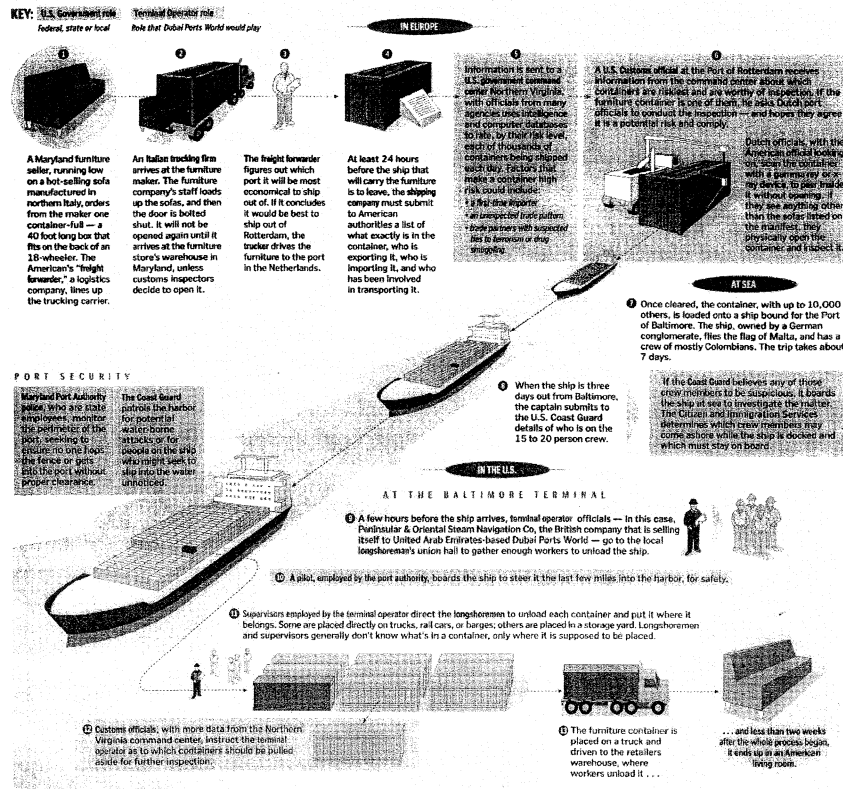 KEY: U.S. Government role
Federal, state or local
Terminal Operator role
Role that Dubai Ports World would play
IN EUROPE
1
A Maryland furniture
seller, running low
on a hot-selling sofa
manufactured in
northern Italy, orders
from the maker one
container-full — a
40 foot long box that
fits on the back of an
18-wheeler. The
American's "freight
forwarder," a logistics
company, lines up
the trucking carrier.
2
An Italian trucking firm
arrives at the furniture
maker. The furniture
company's staff loads
up the sofas, and then
the door is bolted
shut. It will not be
opened again until it
arrives at the furniture
store's warehouse in
Maryland, unless
customs inspectors
decide to open it.
3
The freight forwarder
figures out which
port it will be most
economical to ship
out of. If it concludes
it would be best to
ship out of
Rotterdam, the
trucker drives the
furniture to the port
in the Netherlands.
4
At least 24 hours
before the ship that
will carry the furniture
is to leave, the shipping
company must submit
to American
authorities a list of
what exactly is in the
container, who is
exporting it, who is
importing it, and who
has been involved
in transporting it.
5
Information is sent to a
U.S. government command
center Northern Virginia,
with officials from many
agencies uses intelligence
and computer databases
to rate, by their risk level,
each of thousands of
containers being shipped
each day. Factors that
make a container high
risk could include:
• a first-time importer
• an unexpected trade pattern
• trade partners with suspected
ties to terrorism or drug
smuggling.
6
A U.S. Customs official at the Port of Rotterdam receives
information from the command center about which
containers are riskiest and are worthy of inspection. If the
furniture container is one of them, he asks Dutch port
officials to conduct the inspection — and hopes they agree
it is a potential risk and comply.
Dutch officials, with the
American official looking
on, scan the container
with a gamma ray or x-
ray device, to peer inside
it without opening. If
they see anything other
than the sofas listed on
the manifest, they
physically open the
container and inspect it.
AT SEA
7 Once cleared, the container, with up to 10,000
others, is loaded onto a ship bound for the Port
of Baltimore. The ship, owned by a German
conglomerate, flies the flag of Malta, and has a
crew of mostly Colombians. The trip takes about
7 days.
8 When the ship is three
days out from Baltimore,
the captain submits to
the U.S. Coast Guard
details of who is on the
15 to 20 person crew.
If the Coast Guard believes any of those
crew members to be suspicious, it boards
the ship at sea to investigate the matter.
The Citizen and Immigration Services
determines which crew members may
come ashore while the ship is docked and
which must stay on board.
PORT SECURITY
Maryland Port Authority
police, who are state
employees, monitor
the perimeter of the
port, seeking to
ensure no one hops
the fence or gets
into the port without
proper clearance.
The Coast Guard
patrols the harbor
for potential
water-borne
attacks or for
people on the ship
who might seek to
slip into the water
unnoticed.
IN THE U.S.
AT THE BALTIMORE TERMINAL
9 A few hours before the ship arrives, terminal operator officials — in this case,
Peninsular & Oriental Steam Navigation Co, the British company that is selling
itself to United Arab Emirates-based Dubai Ports World — go to the local
longshoreman's union hall to gather enough workers to unload the ship.
10 A pilot, employed by the port authority, boards the ship to steer it the last few miles into the harbor, for safety.
11 Supervisors employed by the terminal operator direct the longshoremen to unload each container and put it where it
belongs. Some are placed directly on trucks, rail cars, or barges; others are placed in a storage yard. Longshoremen
and supervisors generally don't know what's in a container, only where it is supposed to be placed.
12 Customs officials, with more data from the Northern
Virginia command center, instruct the terminal
operator as to which containers should be pulled
aside for further inspection.
13 The furniture container is
placed on a truck and
driven to the retailers
warehouse, where
workers unload it . . .
. . . and less than two weeks
after the whole process began,
it ends up in an American
living room.